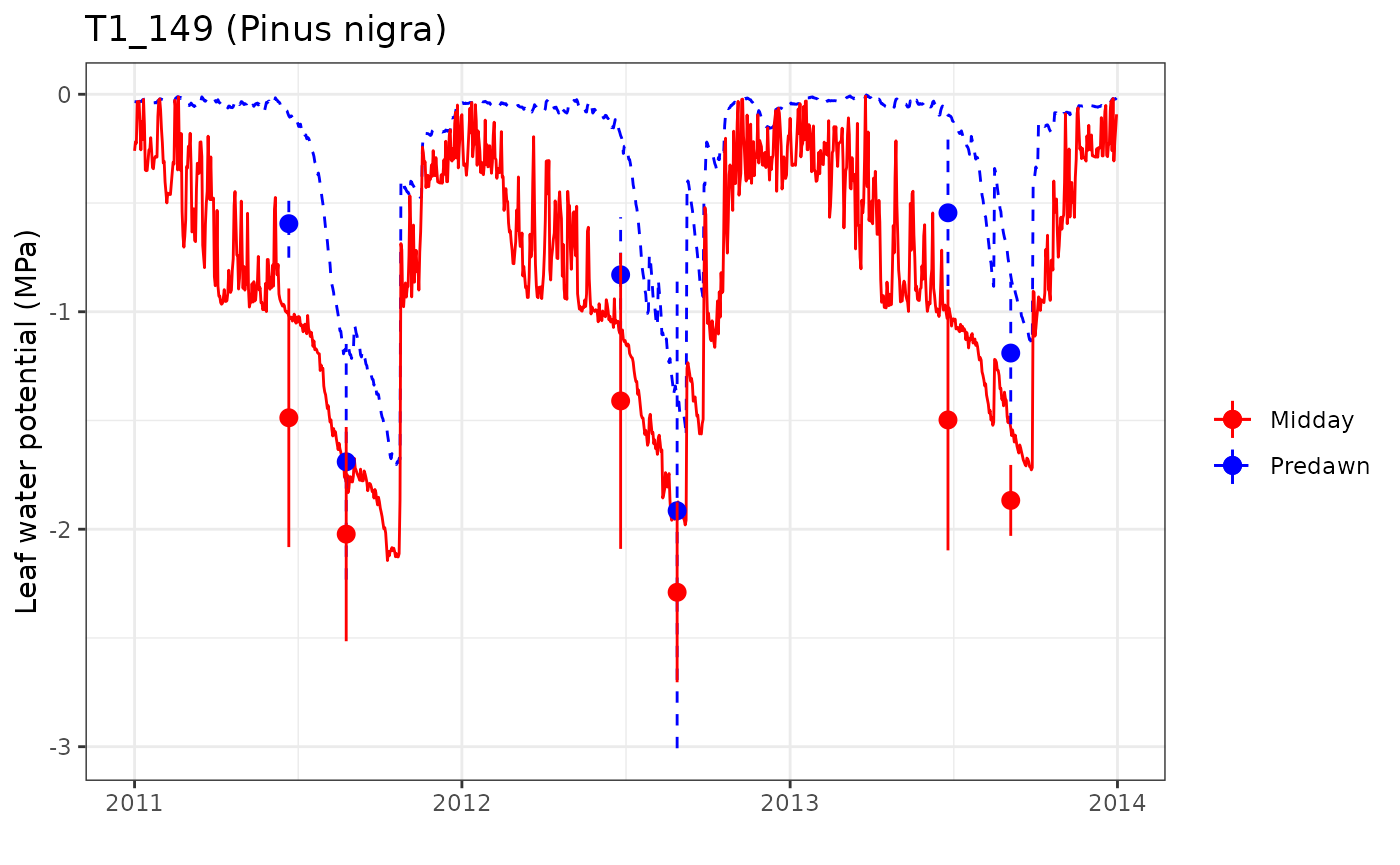 T1_149 (Pinus nigra)
Leaf water potential (MPa)
0
-1
-2
-3
2011
2012
2013
2014
Midday
Predawn